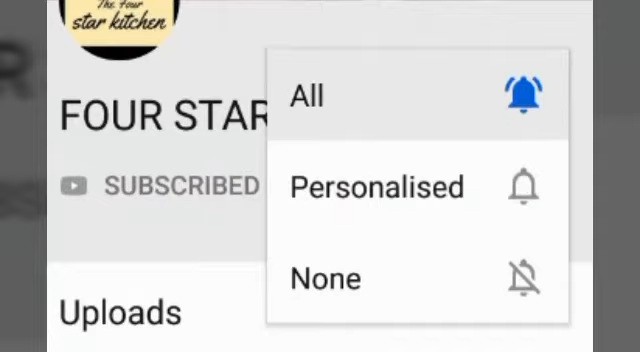 The Four
star kitchen
FOUR STAR
SUBSCRIBED
Uploads
All
Personalised
None